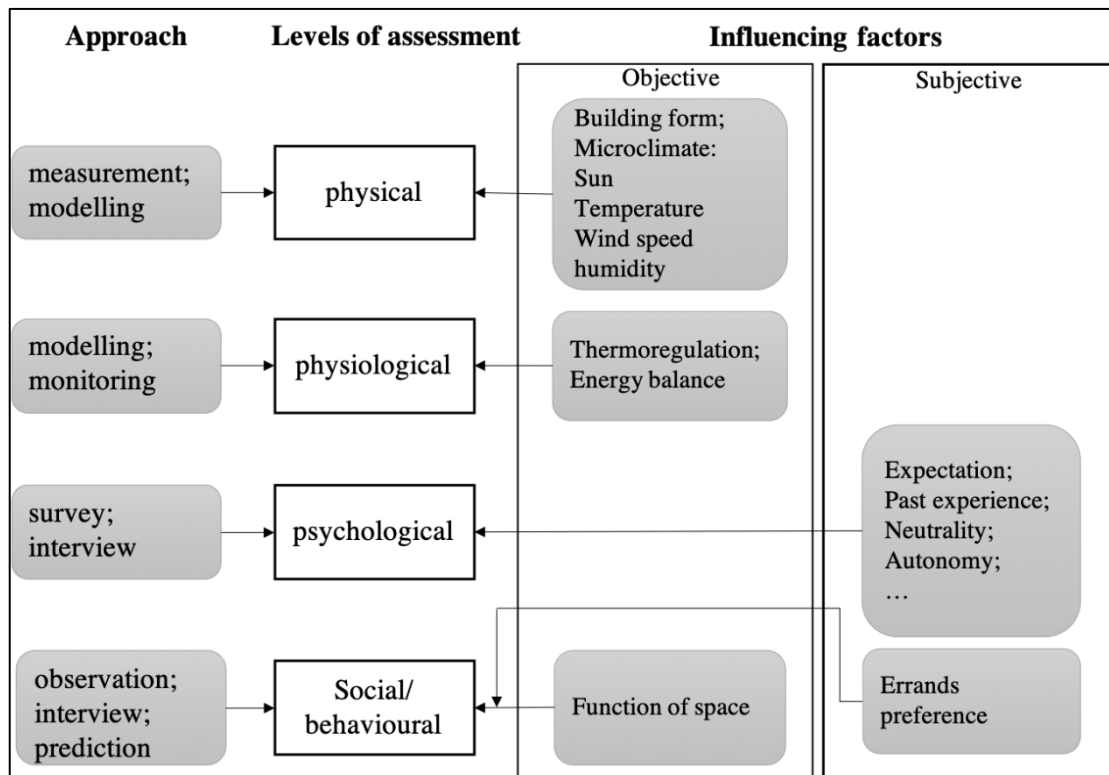 Approach
Levels of assessment
Influencing factors
Objective
Subjective
measurement;
modelling
physical
Building form;
Microclimate:
Sun
Temperature
Wind speed
humidity
modelling;
monitoring
physiological
Thermoregulation;
Energy balance
survey;
interview
psychological
Expectation;
Past experience;
Neutrality;
Autonomy;
…
observation;
interview;
prediction
Social/
behavioural
Function of space
Errands
preference